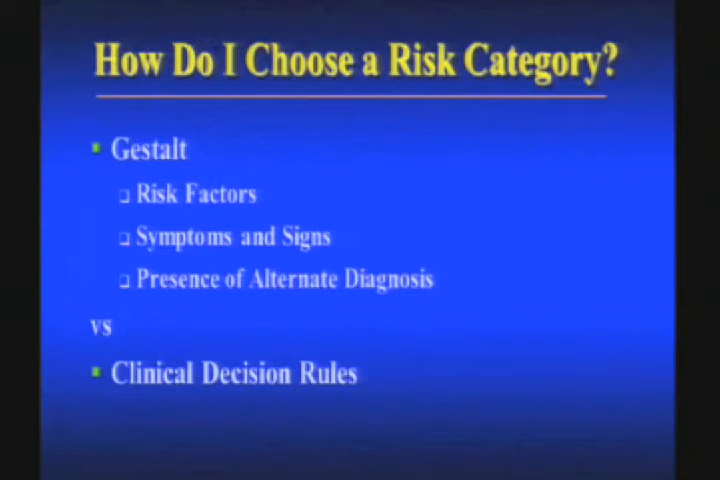 How Do I Choose a Risk Category?
Gestalt
Risk Factors
Symptoms and Signs
Presence of Alternate Diagnosis
vs
Clinical Decision Rules